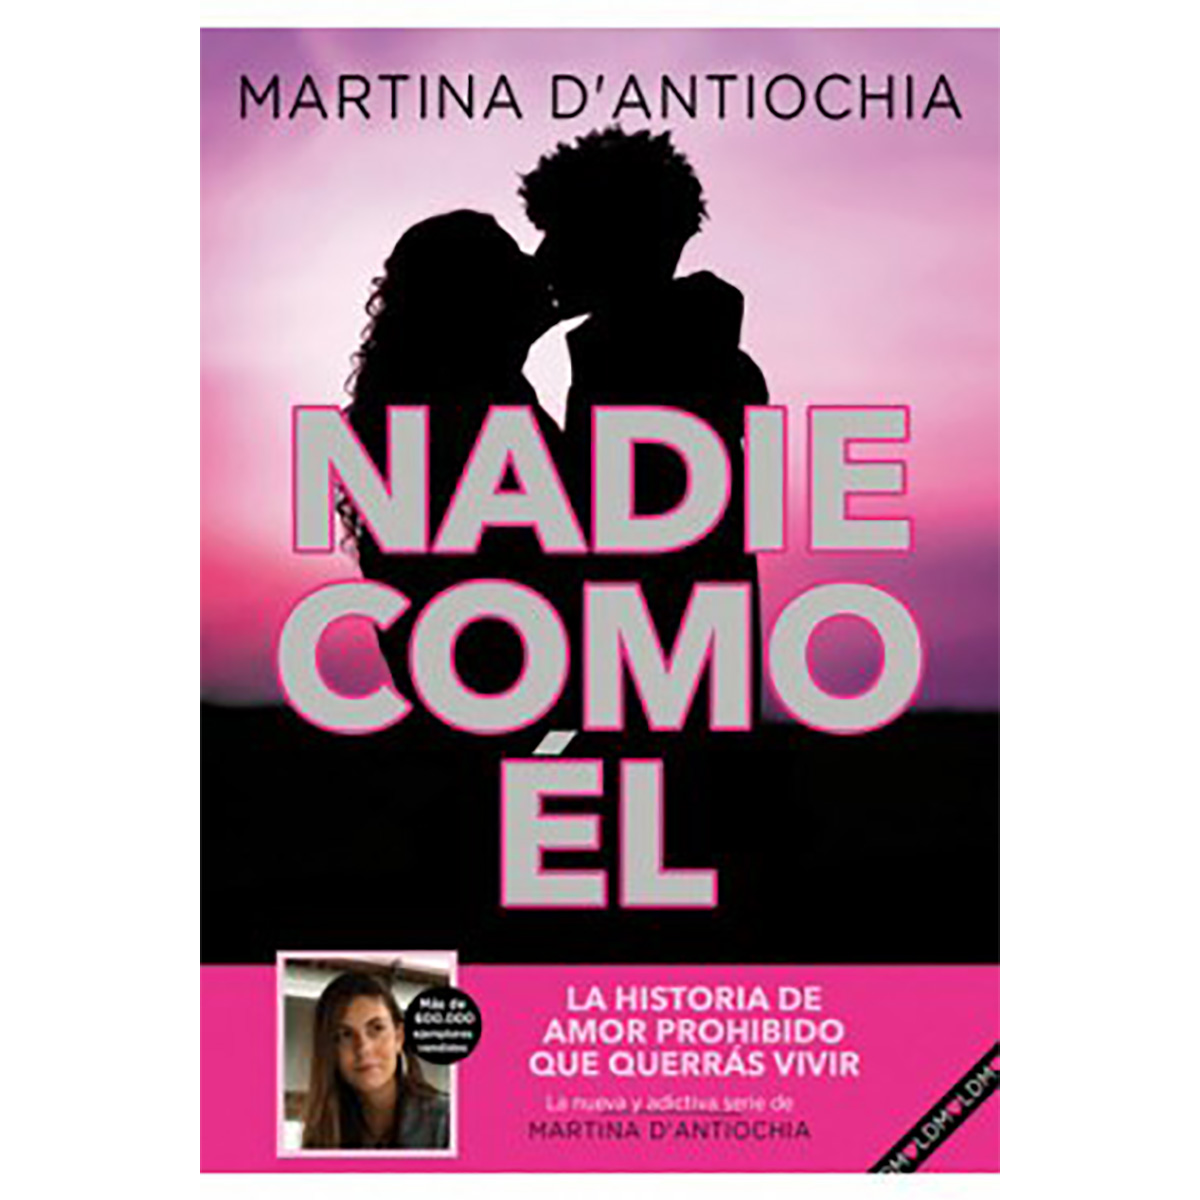 MARTINA D'ANTIOCHIA
NADIE
COMO
ÉL
Más de
600.000
ejemplares
vendidos
LA HISTORIA DE
AMOR PROHIBIDO
QUE QUERRÁS VIVIR
La nueva y adictiva serie de
MARTINA D'ANTIOCHIA
DM♥LDM♥LDM♥